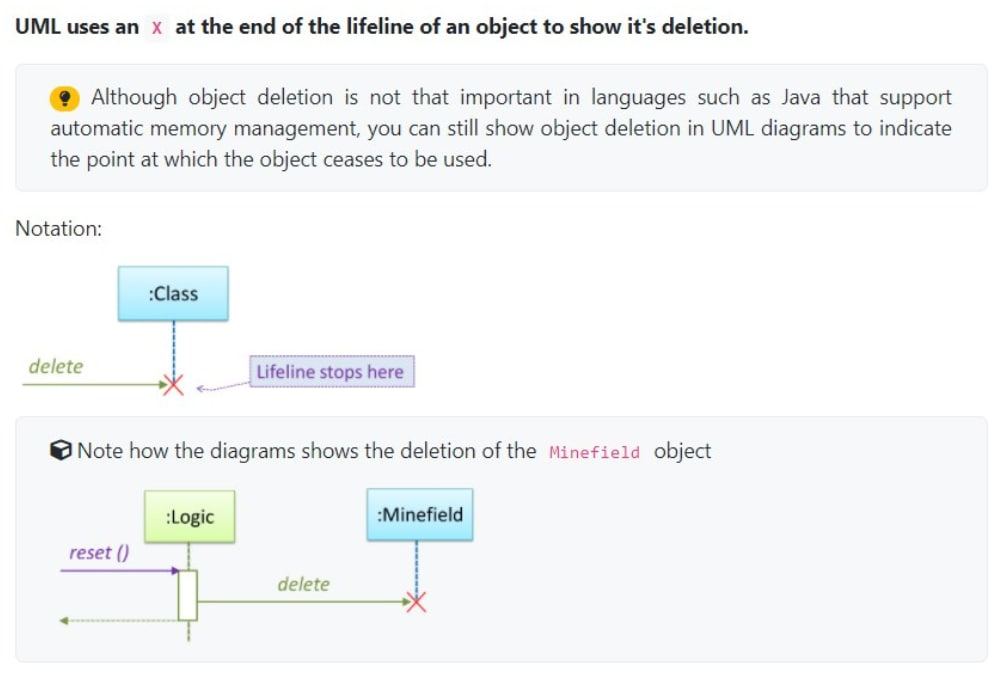 UML uses an X at the end of the lifeline of an object to show it's deletion.
Although object deletion is not that important in languages such as Java that support
automatic memory management, you can still show object deletion in UML diagrams to indicate
the point at which the object ceases to be used.
Notation:
:Class
delete
Lifeline stops here
Note how the diagrams shows the deletion of the Minefield object
:Logic
:Minefield
reset ()
delete